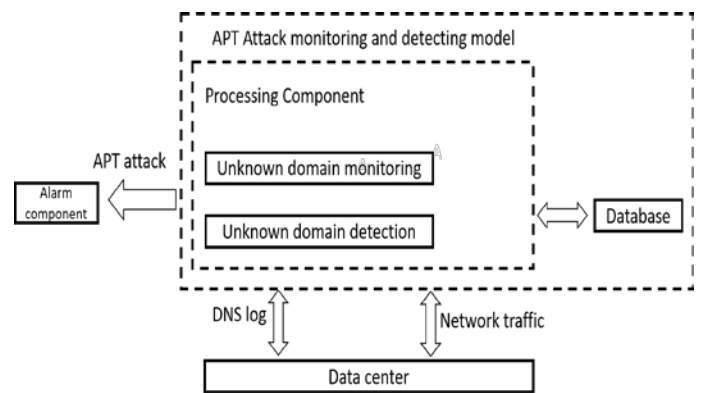 APT Attack monitoring and detecting model
Processing Component
APT attack
Unknown domain monitoring
Alarm
component
Unknown domain detection
Database
DNS log
Network traffic
Data center